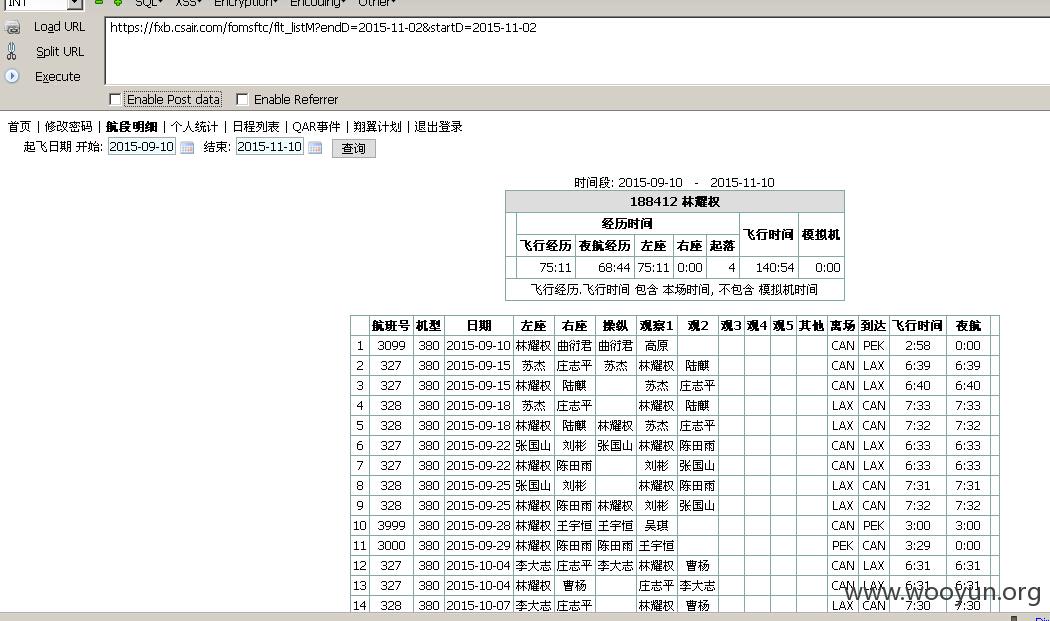 INT SQL▾ XSS▾ Encryption▾ Encoding▾ Other▾
Load URL
https://fxb.csair.com/fomsftc/flt_listM?endD=2015-11-02&startD=2015-11-02
Split URL
Execute
Enable Post data Enable Referrer
首页 | 修改密码 | 航段明细 | 个人统计 | 日程列表 | QAR事件 | 翔翼计划 | 退出登录
起飞日期 开始: 2015-09-10 结束: 2015-11-10 查询
时间段: 2015-09-10 - 2015-11-10
188412 林耀权
经历时间 飞行时间 模拟机
飞行经历 夜航经历 左座 右座 起落
75:11 68:44 75:11 0:00 4 140:54 0:00
飞行经历.飞行时间 包含 本场时间, 不包含 模拟机时间
航班号 机型 日期 左座 右座 操纵 观察1 观2 观3 观4 观5 其他 离场 到达 飞行时间 夜航
1 3099 380 2015-09-10 林耀权 曲衍君 曲衍君 高原 CAN PEK 2:58 0:00
2 327 380 2015-09-15 苏杰 庄志平 苏杰 林耀权 陆麒 CAN LAX 6:39 6:39
3 327 380 2015-09-15 林耀权 陆麒 苏杰 庄志平 CAN LAX 6:40 6:40
4 328 380 2015-09-18 苏杰 庄志平 林耀权 陆麒 LAX CAN 7:33 7:33
5 328 380 2015-09-18 林耀权 陆麒 林耀权 苏杰 庄志平 LAX CAN 7:32 7:32
6 327 380 2015-09-22 张国山 刘彬 张国山 林耀权 陈田雨 CAN LAX 6:33 6:33
7 327 380 2015-09-22 林耀权 陈田雨 刘彬 张国山 CAN LAX 6:33 6:33
8 328 380 2015-09-25 张国山 刘彬 林耀权 陈田雨 LAX CAN 7:31 7:31
9 328 380 2015-09-25 林耀权 陈田雨 林耀权 刘彬 张国山 LAX CAN 7:32 7:32
10 3999 380 2015-09-28 林耀权 王宇恒 王宇恒 吴琪 CAN PEK 3:00 3:00
11 3000 380 2015-09-29 林耀权 陈田雨 陈田雨 王宇恒 PEK CAN 3:29 0:00
12 327 380 2015-10-04 李大志 庄志平 李大志 林耀权 曹杨 CAN LAX 6:31 6:31
13 327 380 2015-10-04 林耀权 曹杨 庄志平 李大志 CAN LAX 6:31 6:31
14 328 380 2015-10-07 李大志 庄志平 林耀权 曹杨 LAX CAN 7:30 7:30
www.wooyun.org